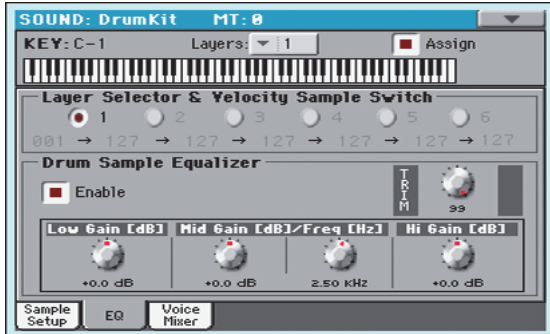 SOUND: DrumKit MT: 0
KEY: C-1 Layers: 1 Assign
Layer Selector & Velocity Sample Switch
1 2 3 4 5 6
001 → 127 → 127 → 127 → 127 → 127 → 127
Drum Sample Equalizer
Enable TRIM 99
Low Gain [dB] Mid Gain [dB]/Freq [Hz] Hi Gain [dB]
+0.0 dB +0.0 dB 2.50 KHz +0.0 dB
Sample Setup EQ Voice Mixer